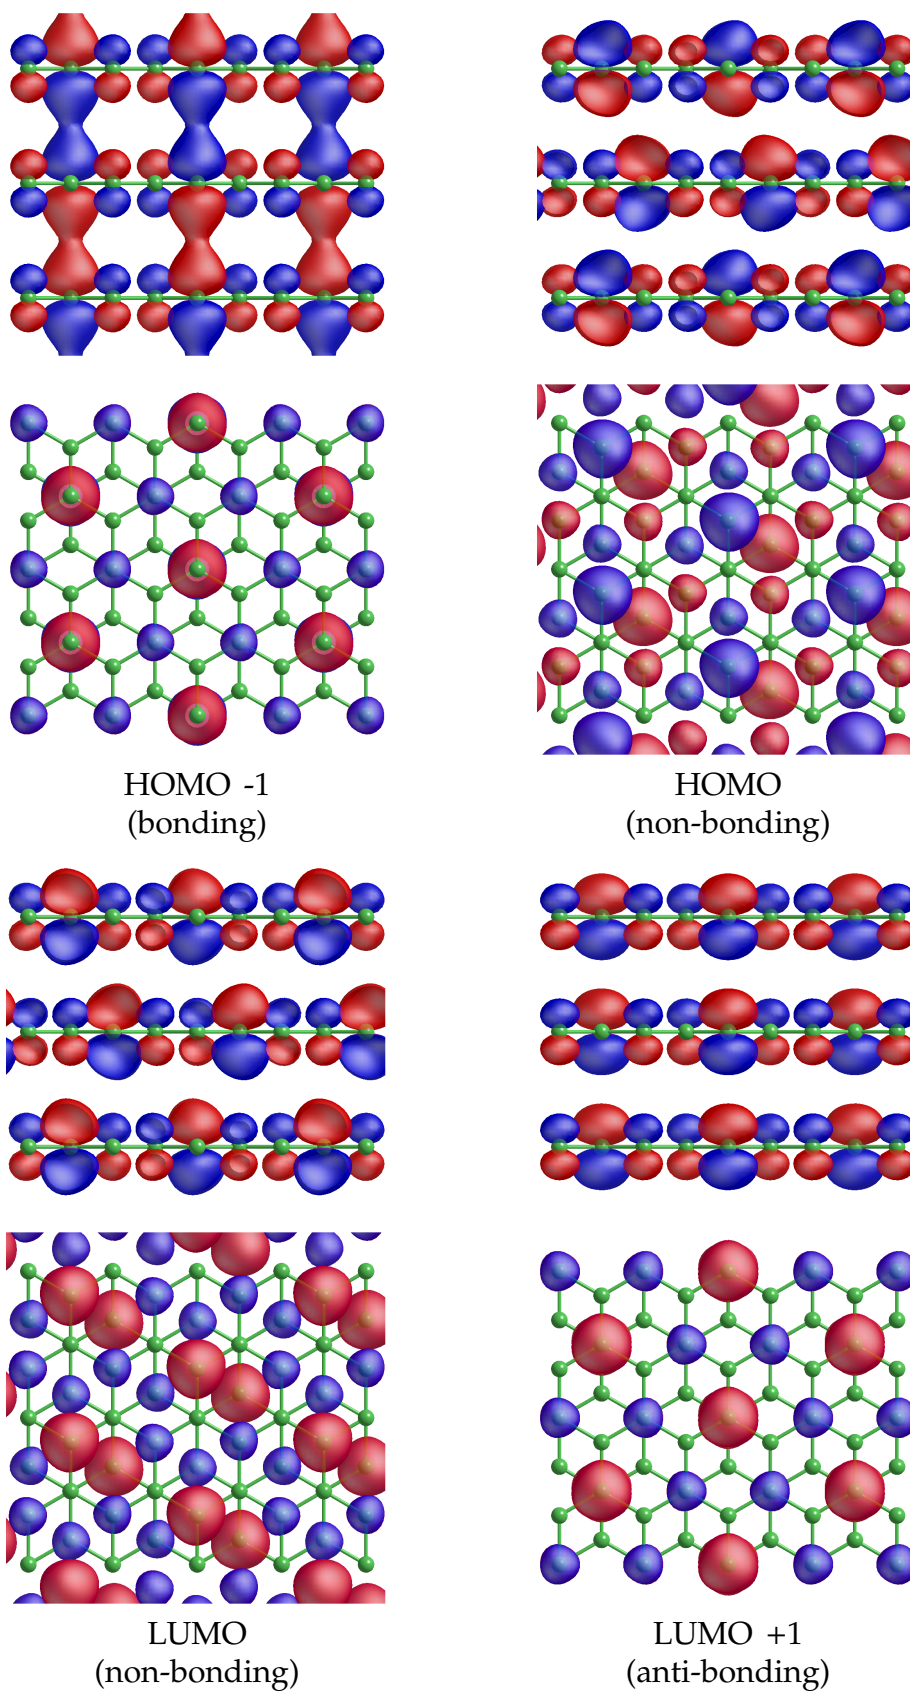 HOMO -1
(bonding)
HOMO
(non-bonding)
LUMO
(non-bonding)
LUMO +1
(anti-bonding)